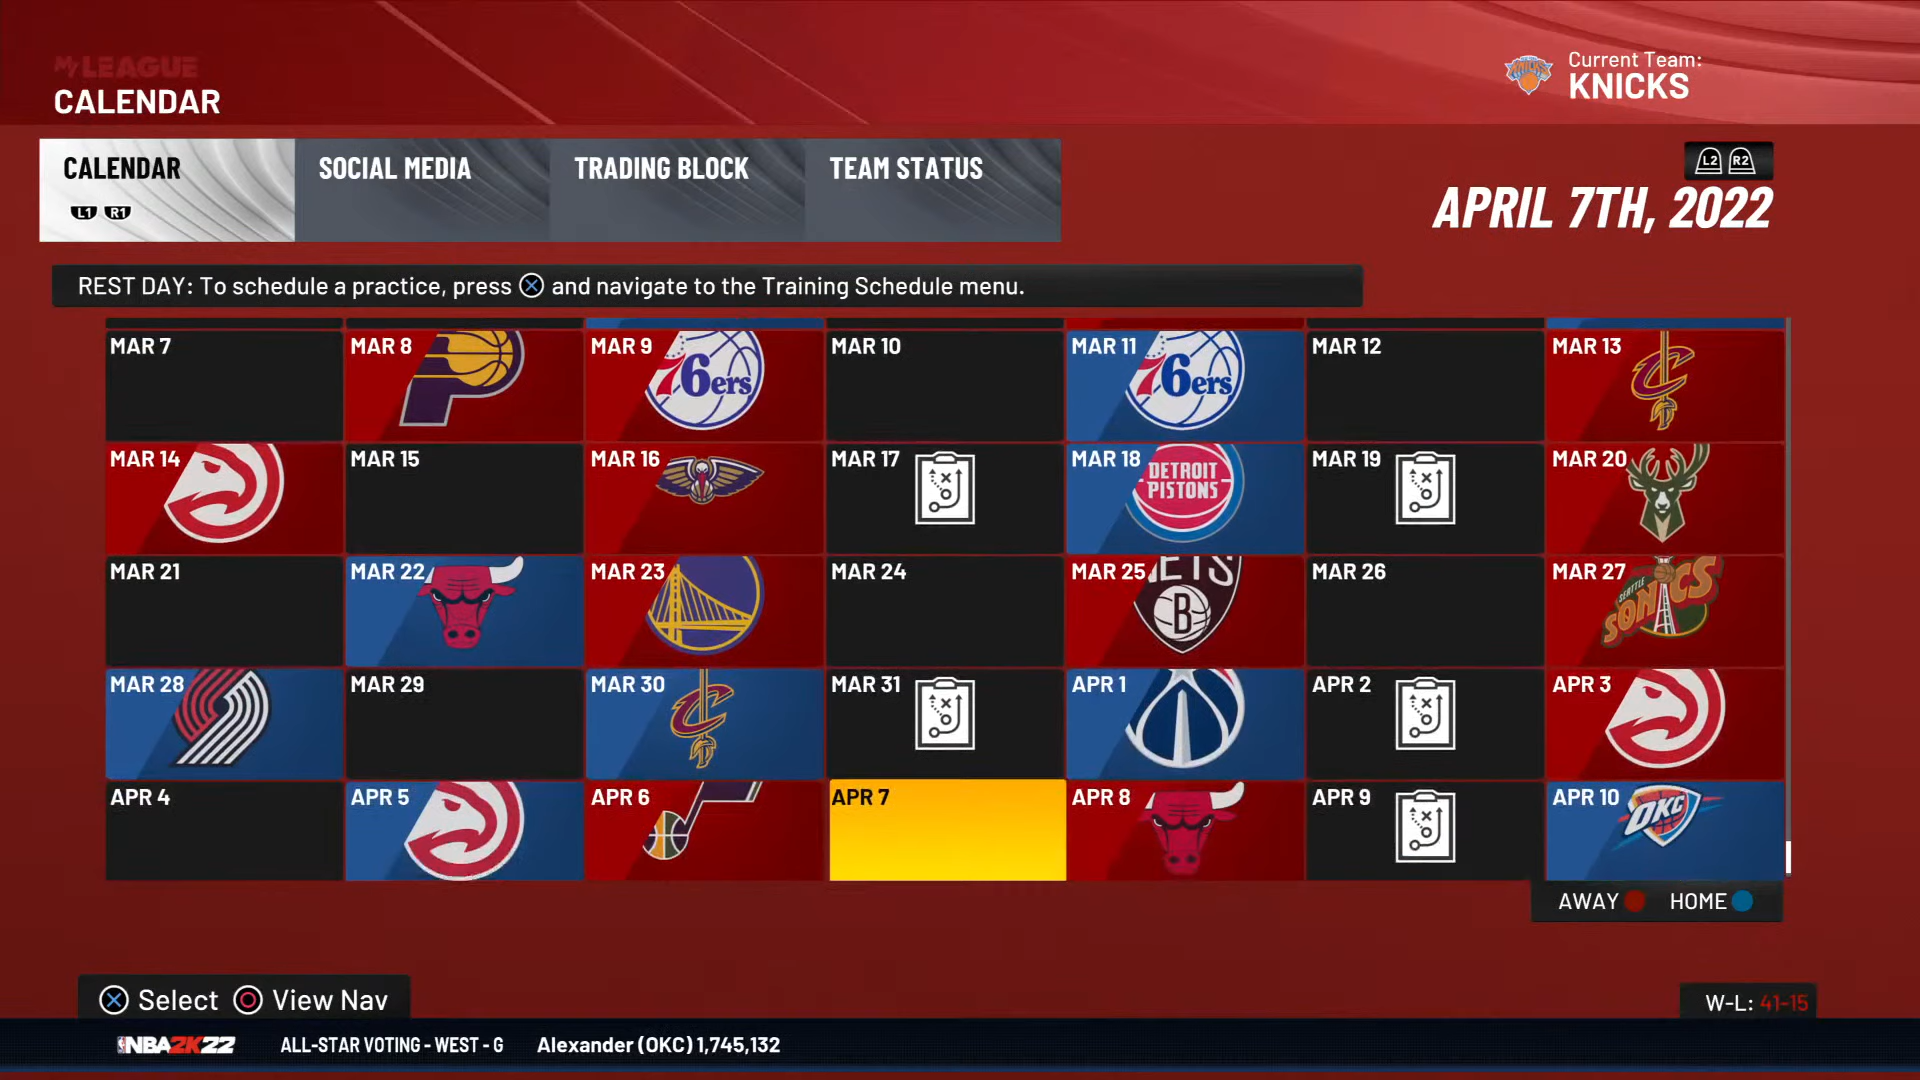 MyLEAGUE
CALENDAR
Current Team:
KNICKS
CALENDAR
L1 R1
SOCIAL MEDIA
TRADING BLOCK
TEAM STATUS
L2 R2
APRIL 7TH, 2022
REST DAY: To schedule a practice, press ⓧ and navigate to the Training Schedule menu.
MAR 7
MAR 8
MAR 9
76ers
MAR 10
MAR 11
76ers
MAR 12
MAR 13
MAR 14
MAR 15
MAR 16
MAR 17
MAR 18
DETROIT
PISTONS
MAR 19
MAR 20
MAR 21
MAR 22
MAR 23
MAR 24
MAR 25
NETS
B
MAR 26
MAR 27
SEATTLE
SONICS
MAR 28
MAR 29
MAR 30
MAR 31
APR 1
APR 2
APR 3
APR 4
APR 5
APR 6
APR 7
APR 8
APR 9
APR 10
OKC
AWAY
HOME
Select
View Nav
W-L: 41-15
NBA2K22
ALL-STAR VOTING - WEST - G
Alexander (OKC) 1,745,132